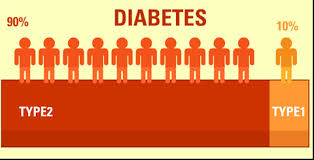 DIABETES
90%
10%
TYPE2
TYPE1